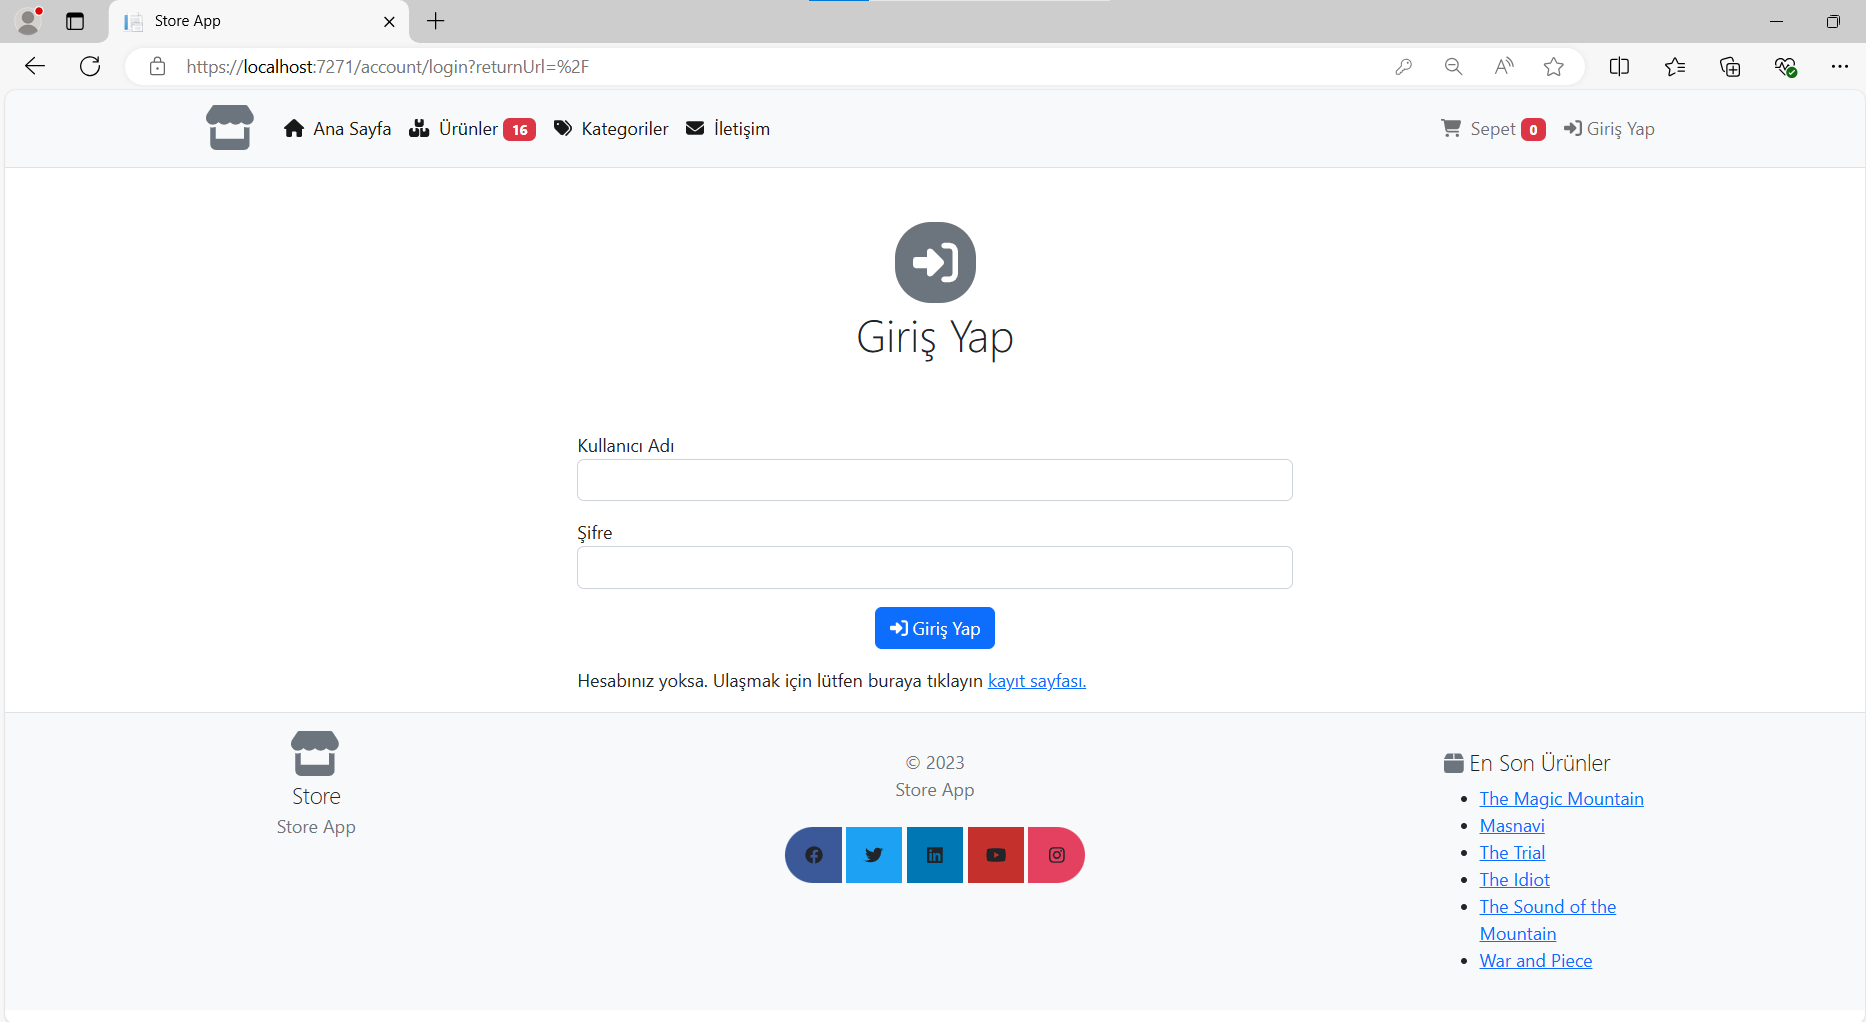 Store App
https://localhost:7271/account/login?returnUrl=%2F
Ana Sayfa Ürünler 16 Kategoriler İletişim Sepet 0 Giriş Yap
Giriş Yap
Kullanıcı Adı
Şifre
Giriş Yap
Hesabınız yoksa. Ulaşmak için lütfen buraya tıklayın kayıt sayfası.
Store
Store App
© 2023
Store App
En Son Ürünler
The Magic Mountain
Masnavi
The Trial
The Idiot
The Sound of the
Mountain
War and Piece